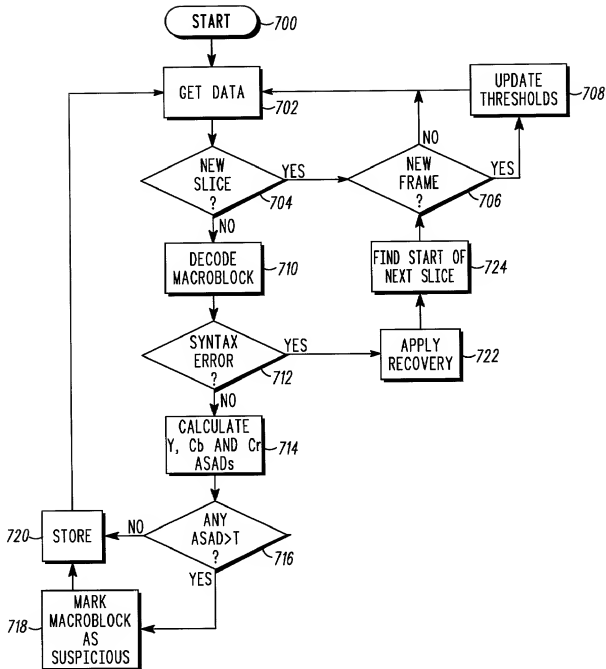 START
700
GET DATA
702
UPDATE
THRESHOLDS
708
NEW
SLICE
?
704
YES
NO
NEW
FRAME
?
706
NO
YES
DECODE
MACROBLOCK
710
FIND START OF
NEXT SLICE
724
SYNTAX
ERROR
?
712
YES
NO
APPLY
RECOVERY
722
CALCULATE
Y, Cb AND Cr
ASADs
714
ANY
ASAD>T
?
716
NO
YES
720
STORE
718
MARK
MACROBLOCK
AS
SUSPICIOUS